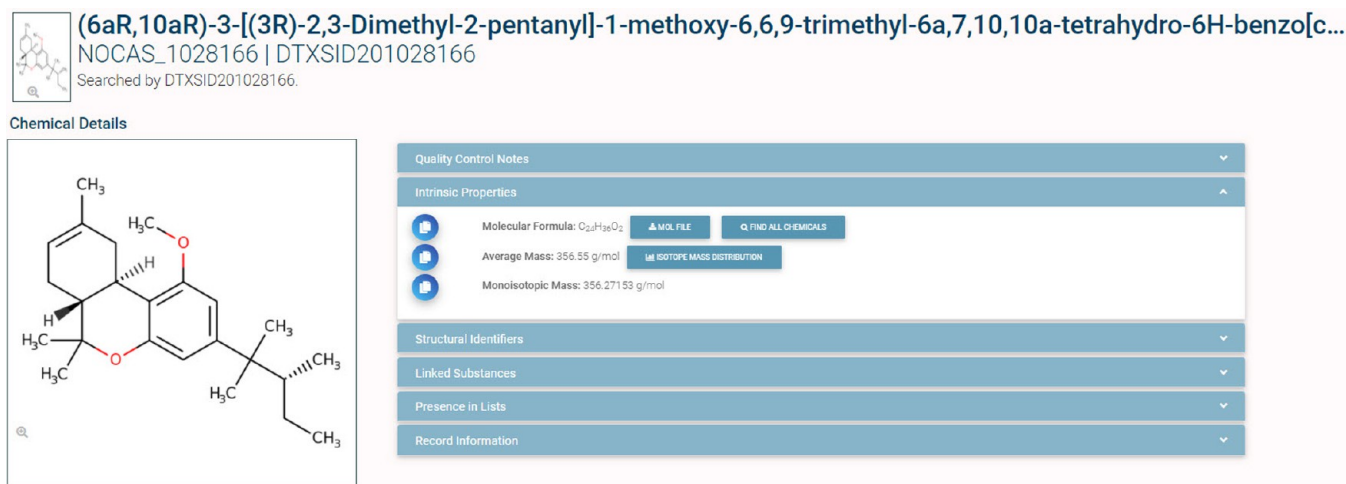 (6aR,10aR)-3-[(3R)-2,3-Dimethyl-2-pentanyl]-1-methoxy-6,6,9-trimethyl-6a,7,10,10a-tetrahydro-6H-benzo[c...
NOCAS_1028166 | DTXSID201028166
Searched by DTXSID201028166.
Chemical Details
Quality Control Notes
Intrinsic Properties
Molecular Formula: C₂₄H₃₆O₂ MOL FILE FIND ALL CHEMICALS
Average Mass: 356.55 g/mol ISOTOPE MASS DISTRIBUTION
Monoisotopic Mass: 356.27153 g/mol
Structural Identifiers
Linked Substances
Presence in Lists
Record Information
CH₃
H₃C
O
H
H
H₃C
O
H₃C
CH₃
CH₃
H₃C
CH₃